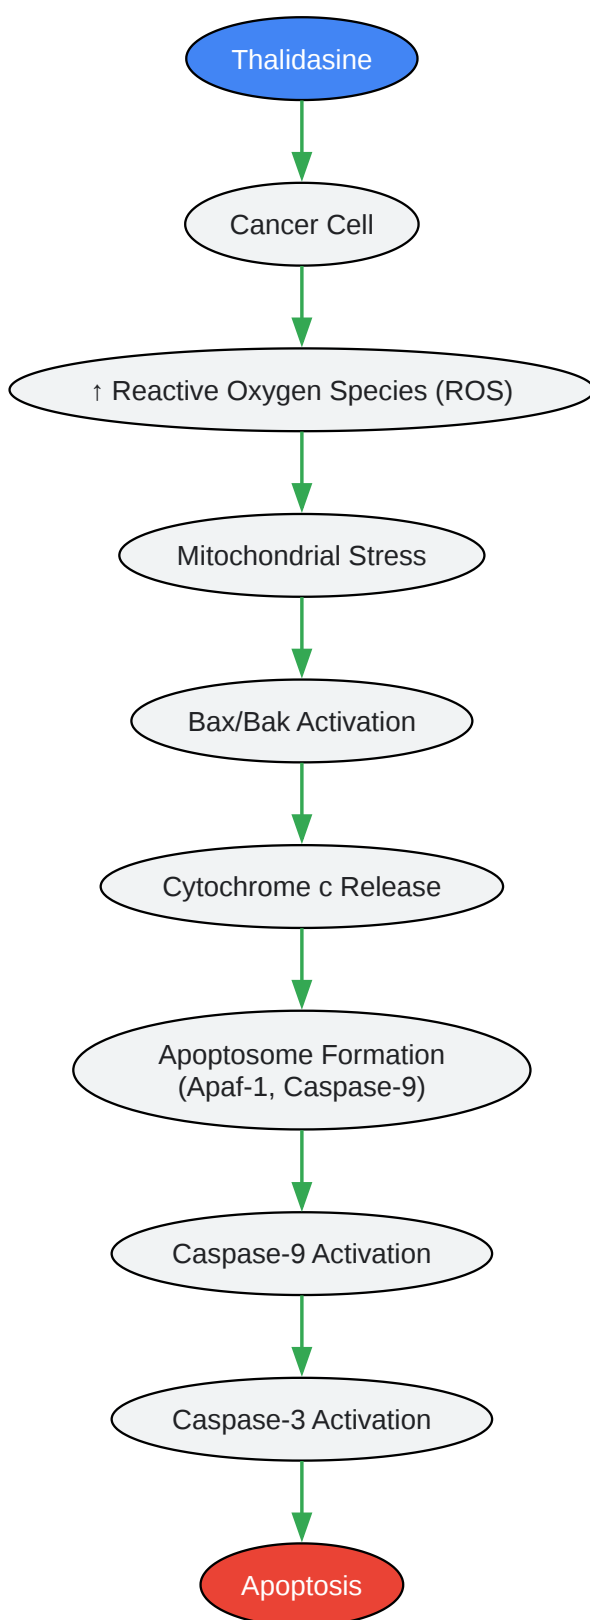 Thalidasine
Cancer Cell
↑ Reactive Oxygen Species (ROS)
Mitochondrial Stress
Bax/Bak Activation
Cytochrome c Release
Apoptosome Formation
(Apaf-1, Caspase-9)
Caspase-9 Activation
Caspase-3 Activation
Apoptosis